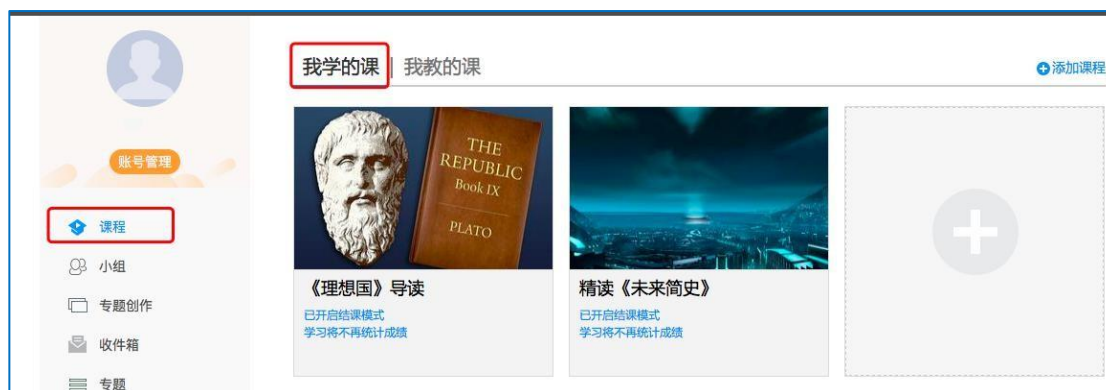 我学的课 | 我教的课
添加课程
账号管理
课程
小组
专题创作
收件箱
专题
THE
REPUBLIC
Book IX
PLATO
《理想国》导读
已开启结课模式
学习将不再统计成绩
精读《未来简史》
已开启结课模式
学习将不再统计成绩